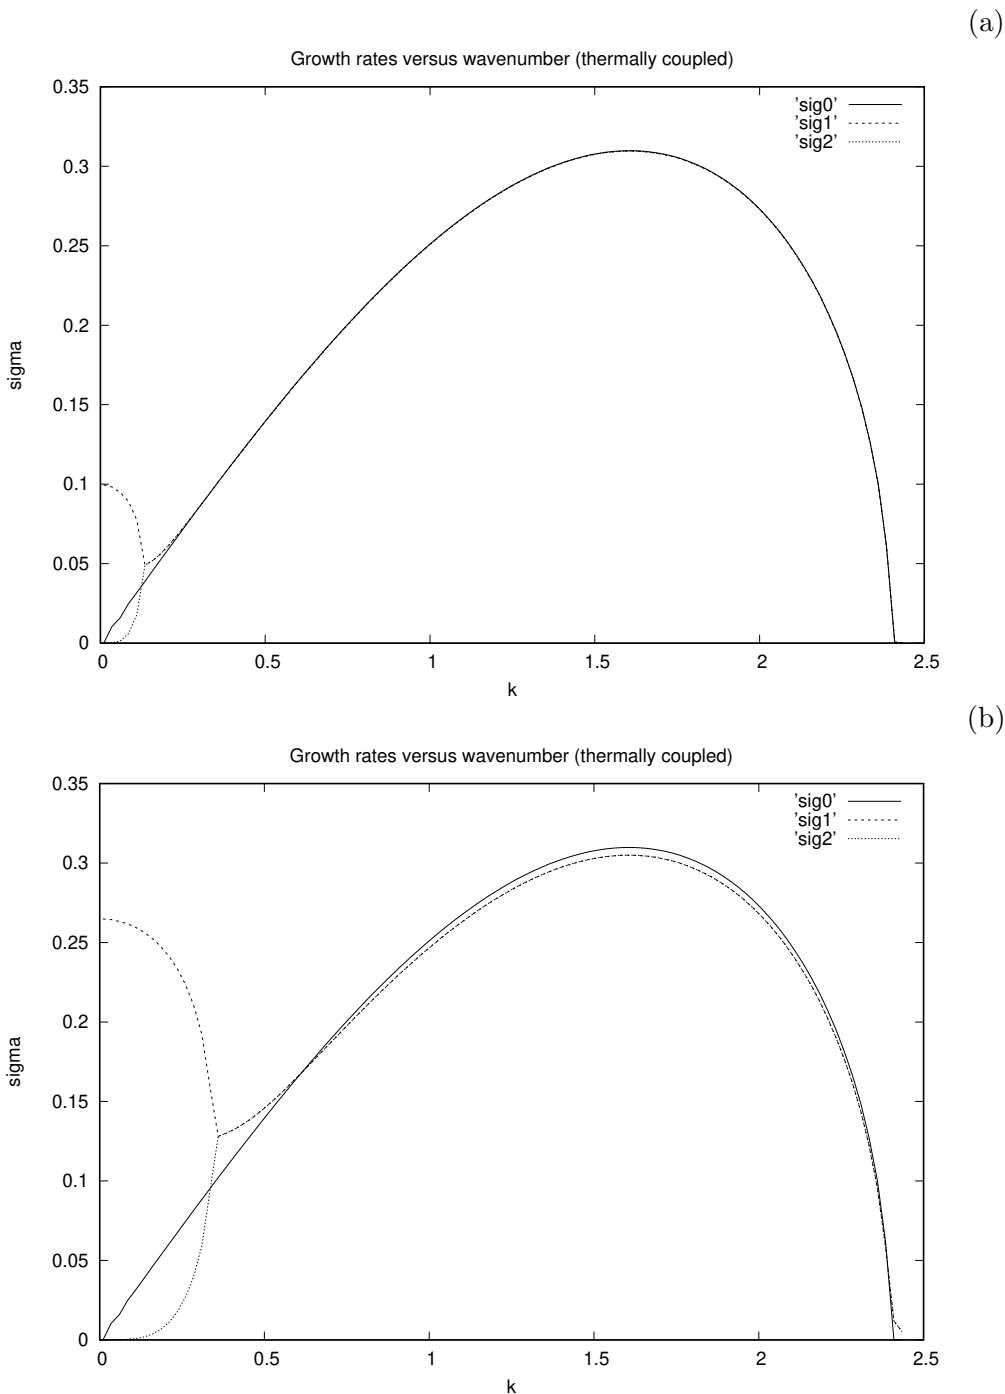 (a)
Growth rates versus wavenumber (thermally coupled)
'sig0'
'sig1'
'sig2'
0.35
0.3
0.25
0.2
0.15
0.1
0.05
0
sigma
0 0.5 1 1.5 2 2.5
k
(b)
Growth rates versus wavenumber (thermally coupled)
'sig0'
'sig1'
'sig2'
0.35
0.3
0.25
0.2
0.15
0.1
0.05
0
sigma
0 0.5 1 1.5 2 2.5
k